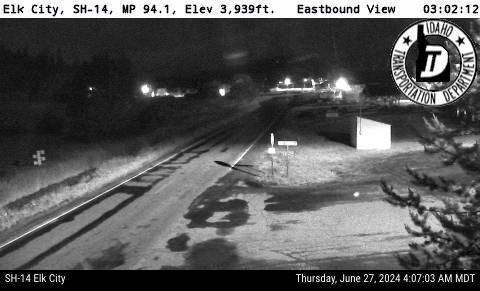 Elk City, SH-14, MP 94.1, Elev 3,939ft. Eastbound View 03:02:12
IDAHO
TRANSPORTATION DEPARTMENT
SH-14 Elk City Thursday, June 27, 2024 4:07:03 AM MDT